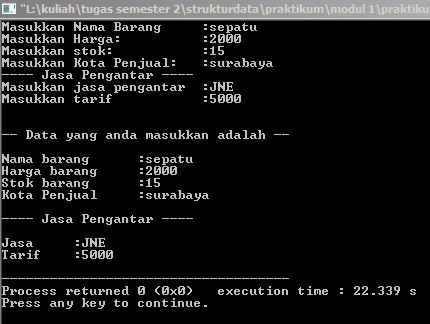 "L:\kuliah\tugas semester 2\strukturdata\praktikum\modul 1\praktiku
Masukkan Nama Barang :sepatu
Masukkan Harga: :2000
Masukkan stok: :15
Masukkan Kota Penjual: :surabaya
---- Jasa Pengantar ----
Masukkan jasa pengantar :JNE
Masukkan tarif :5000
-- Data yang anda masukkan adalah --
Nama barang :sepatu
Harga barang :2000
Stok barang :15
Kota Penjual :surabaya
---- Jasa Pengantar ----
Jasa :JNE
Tarif :5000
------------------------------------
Process returned 0 (0x0) execution time : 22.339 s
Press any key to continue.